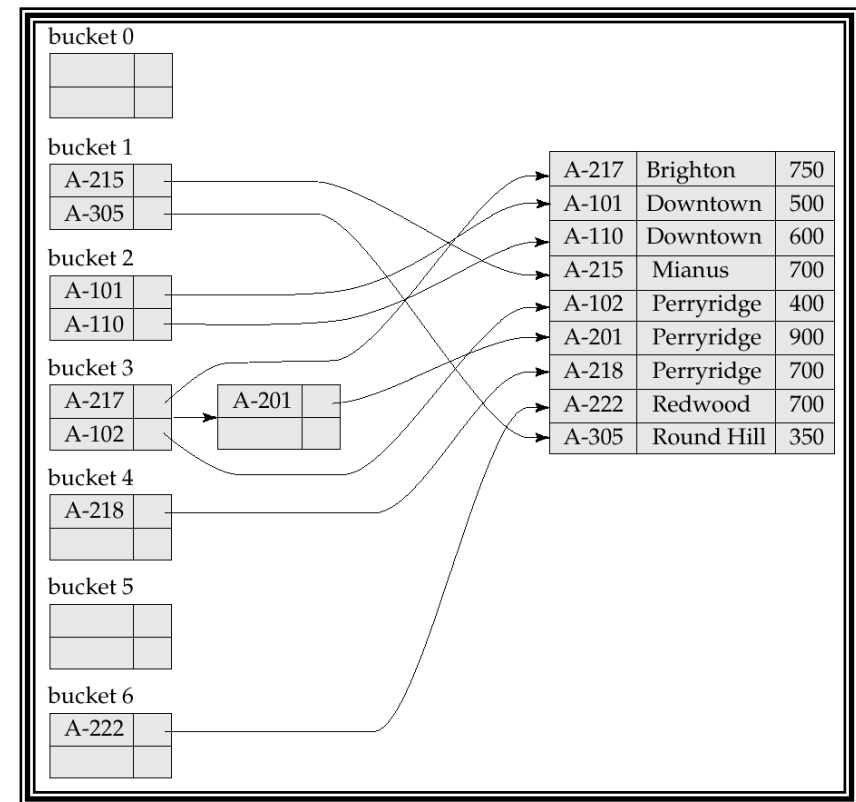 bucket 0
bucket 1
A-215
A-305
bucket 2
A-101
A-110
bucket 3
A-217
A-102
A-201
bucket 4
A-218
bucket 5
bucket 6
A-222
A-217 Brighton 750
A-101 Downtown 500
A-110 Downtown 600
A-215 Mianus 700
A-102 Perryridge 400
A-201 Perryridge 900
A-218 Perryridge 700
A-222 Redwood 700
A-305 Round Hill 350